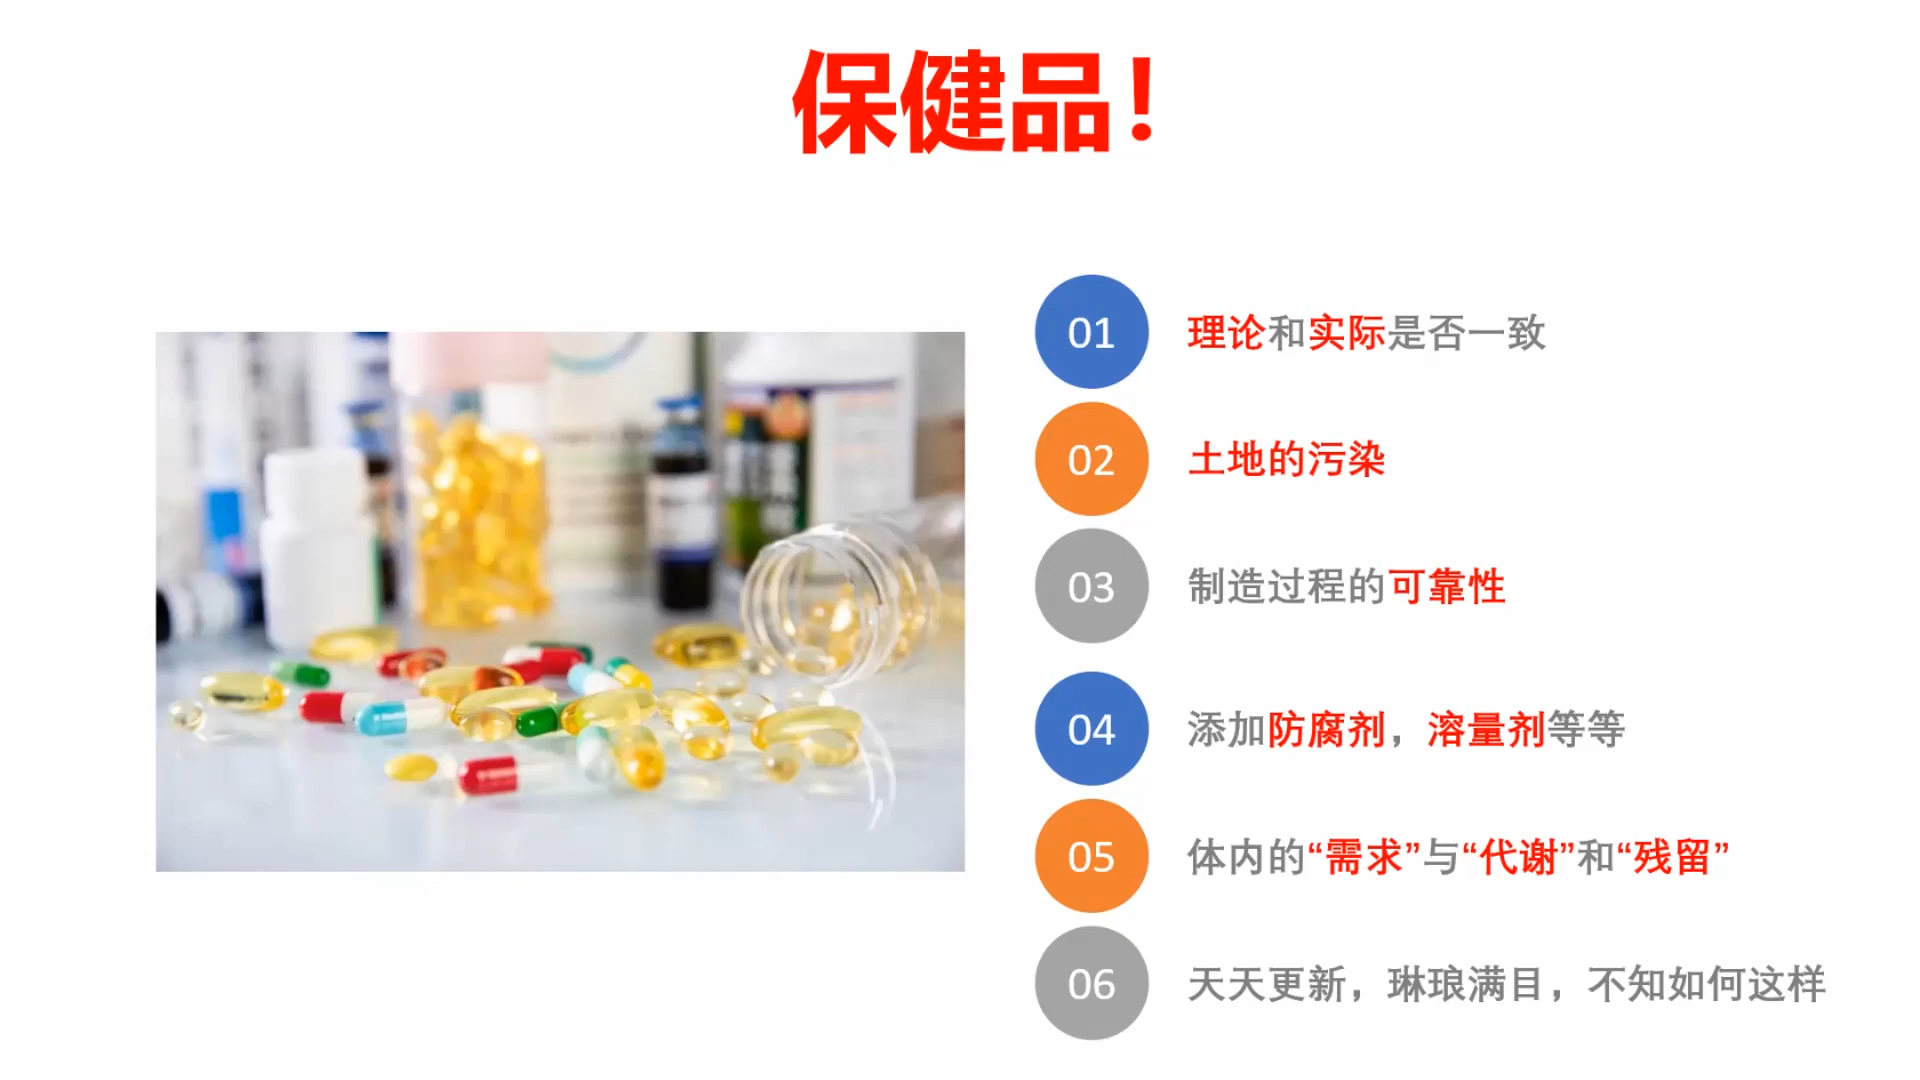 保健品！
01 理论和实际是否一致
02 土地的污染
03 制造过程的可靠性
04 添加防腐剂，溶量剂等等
05 体内的“需求”与“代谢”和“残留”
06 天天更新，琳琅满目，不知如何这样